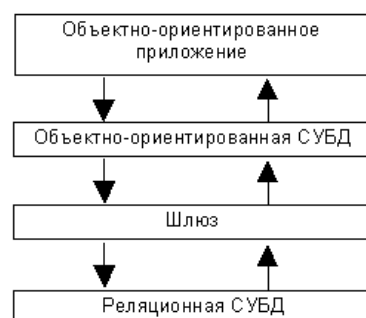 Объектно-ориентированное
приложение
Объектно-ориентированная СУБД
Шлюз
Реляционная СУБД